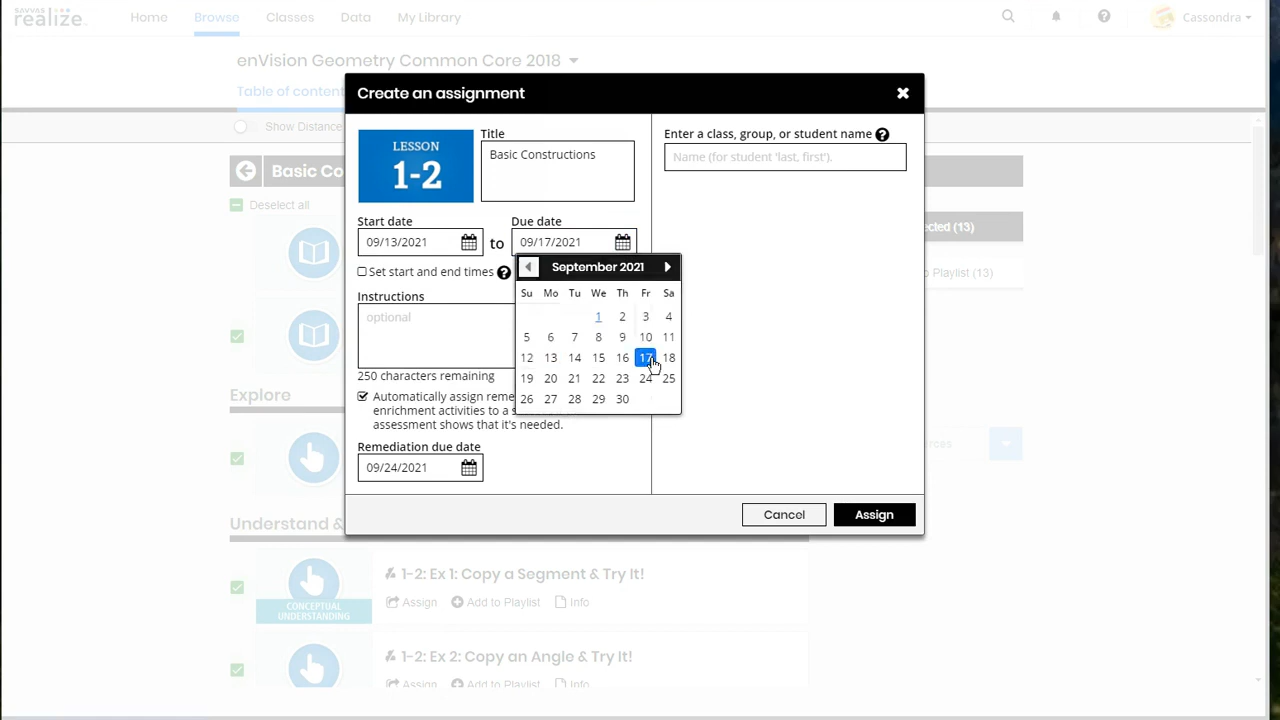 SAVVAS
realize.
Home
Browse
Classes
Data
My Library
Cassondra
enVision Geometry Common Core 2018
Table of content
Show Distance
Basic Co
Deselect all
ected (13)
Playlist (13)
Create an assignment
LESSON
1-2
Title
Basic Constructions
Enter a class, group, or student name ?
Name (for student 'last, first').
Start date
09/13/2021
to
Due date
09/17/2021
Set start and end times ?
September 2021
Su Mo Tu We Th Fr Sa
1 2 3 4
5 6 7 8 9 10 11
12 13 14 15 16 17 18
19 20 21 22 23 24 25
26 27 28 29 30
Instructions
optional
250 characters remaining
Automatically assign reme
enrichment activities to a s
assessment shows that it's needed.
Remediation due date
09/24/2021
Cancel
Assign
Explore
rces
Understand &
CONCEPTUAL
UNDERSTANDING
1-2: Ex 1: Copy a Segment & Try It!
Assign
Add to Playlist
Info
1-2: Ex 2: Copy an Angle & Try It!
Assign
Add to Playlist
Info